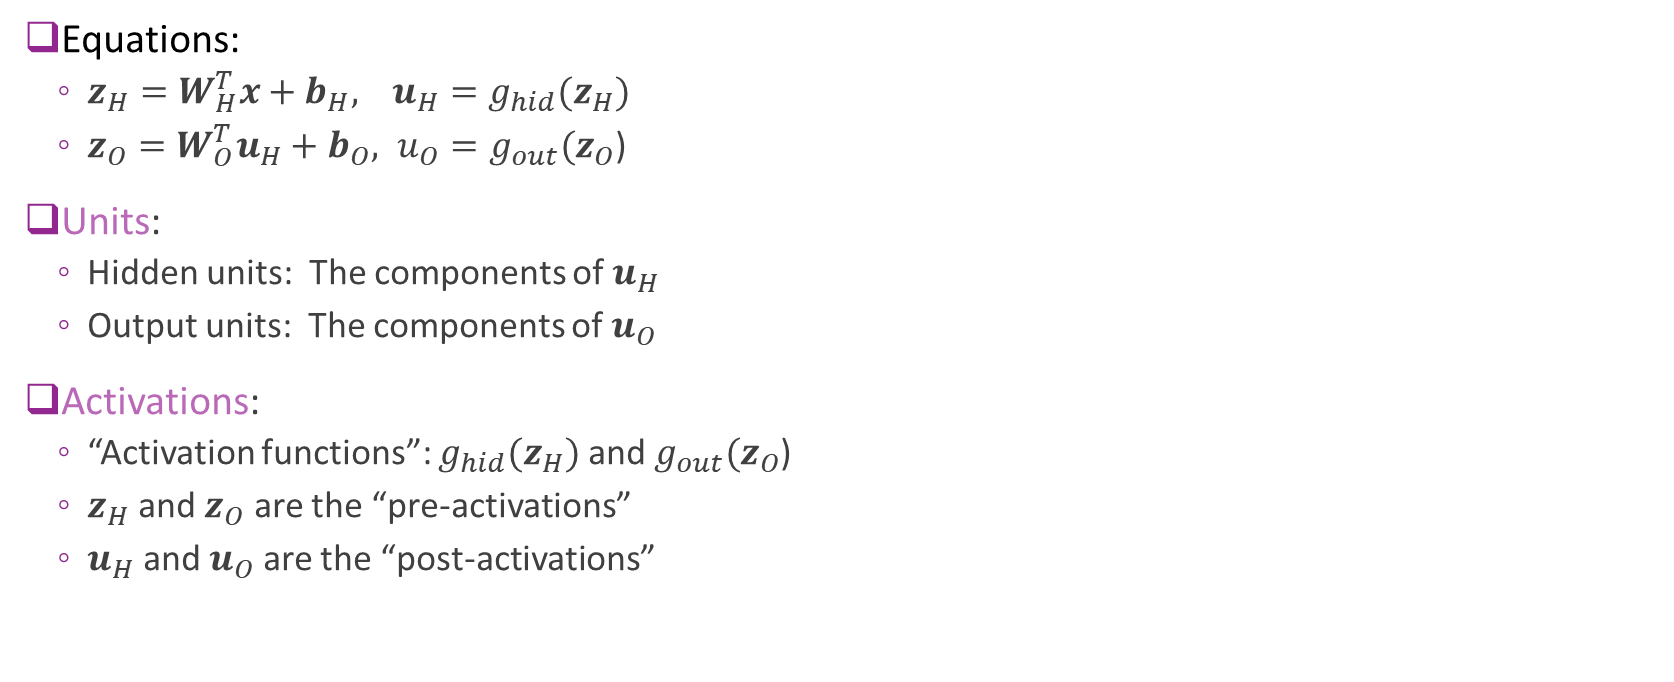 ❑Equations:
◦ 𝒛_H = 𝑾_H^T 𝒙 + 𝒃_H, 𝒖_H = g_hid(𝒛_H)
◦ 𝒛_O = 𝑾_O^T 𝒖_H + 𝒃_O, u_O = g_out(𝒛_O)
❑Units:
◦ Hidden units: The components of 𝒖_H
◦ Output units: The components of 𝒖_O
❑Activations:
◦ “Activation functions”: g_hid(𝒛_H) and g_out(𝒛_O)
◦ 𝒛_H and 𝒛_O are the “pre-activations”
◦ 𝒖_H and 𝒖_O are the “post-activations”